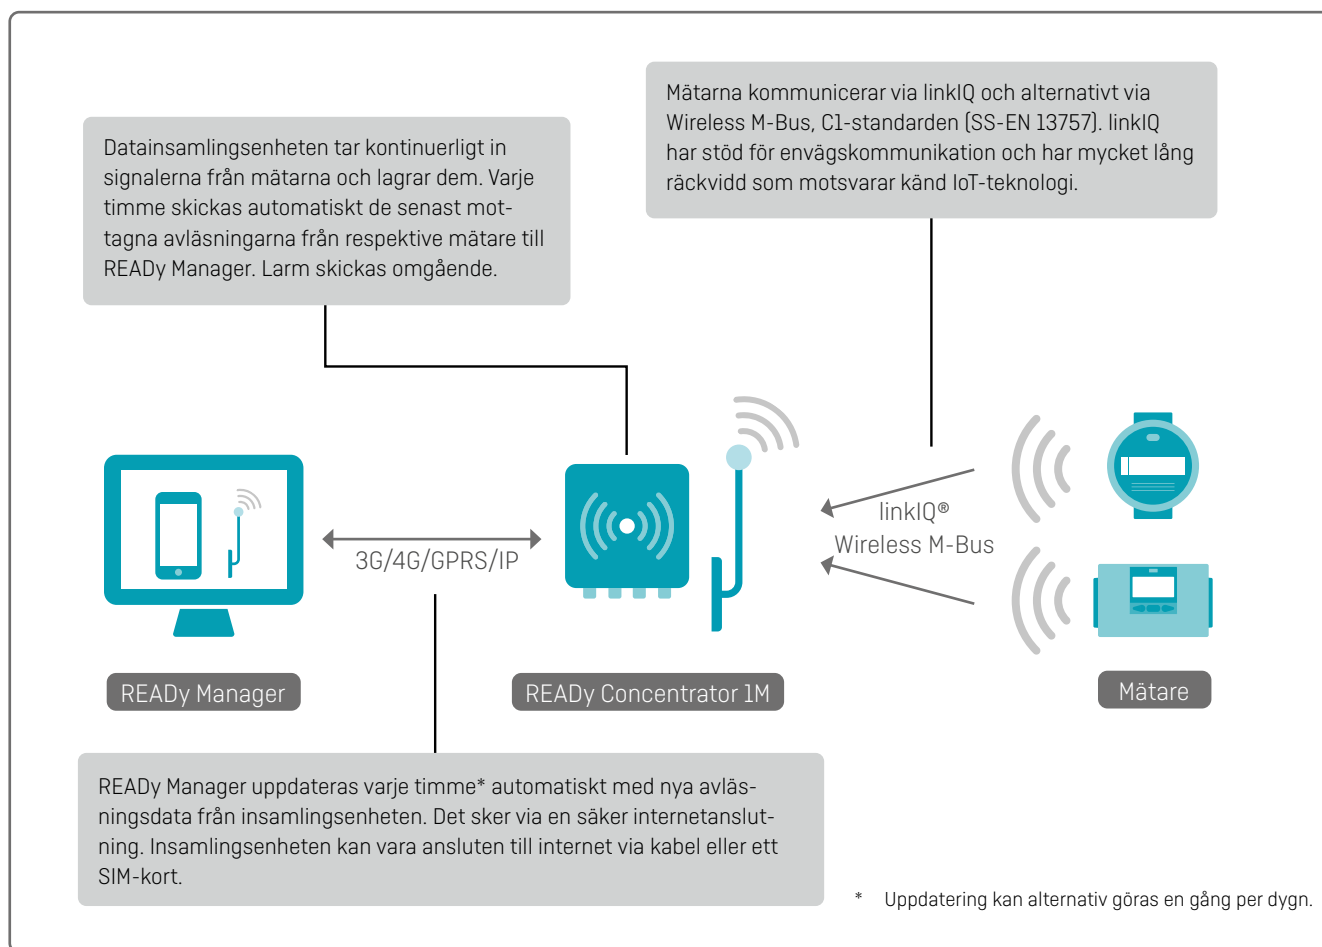 Mätarna kommunicerar via linkIQ och alternativt via
Wireless M-Bus, C1-standarden (SS-EN 13757). linkIQ
har stöd för envägskommunikation och har mycket lång
räckvidd som motsvarar känd IoT-teknologi.
Datainsamlingsenheten tar kontinuerligt in
signalerna från mätarna och lagrar dem. Varje
timme skickas automatiskt de senast mot-
tagna avläsningarna från respektive mätare till
READy Manager. Larm skickas omgående.
3G/4G/GPRS/IP
linkIQ®
Wireless M-Bus
READy Manager
READy Concentrator 1M
Mätare
READy Manager uppdateras varje timme* automatiskt med nya avläs-
ningsdata från insamlingsenheten. Det sker via en säker internetanslut-
ning. Insamlingsenheten kan vara ansluten till internet via kabel eller ett
SIM-kort.
* Uppdatering kan alternativ göras en gång per dygn.